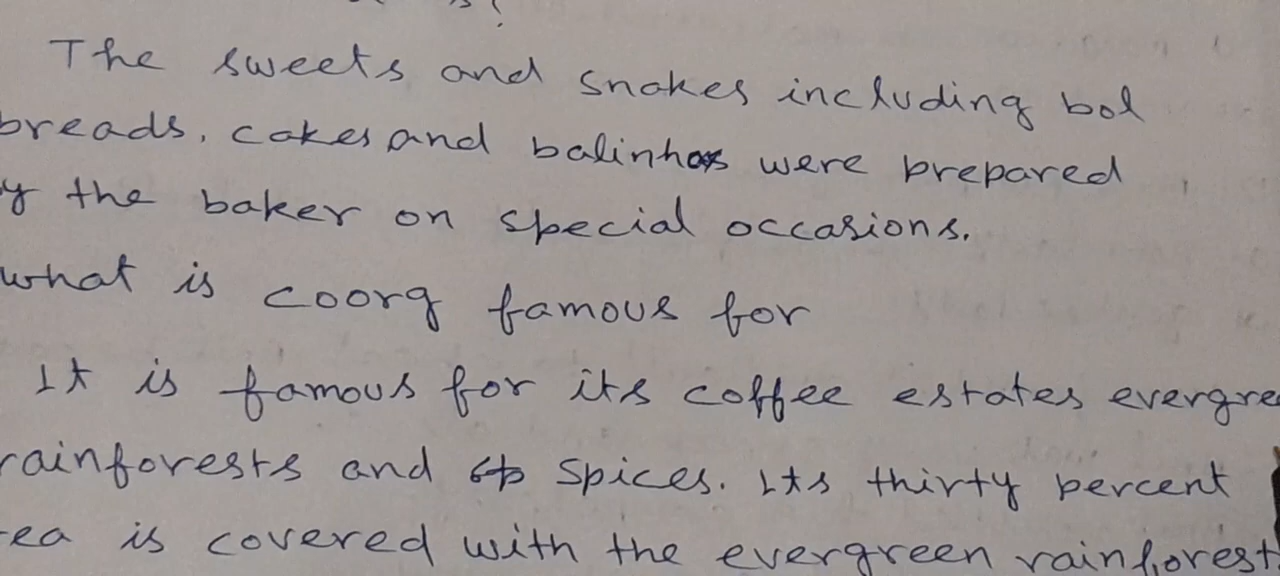 The sweets and snakes including bol
breads, cakes and balinhas were prepared
y the baker on special occasions.
what is coorg famous for
It is famous for its coffee estates evergre
rainforests and spices. Its thirty percent
rea is covered with the evergreen rainforest